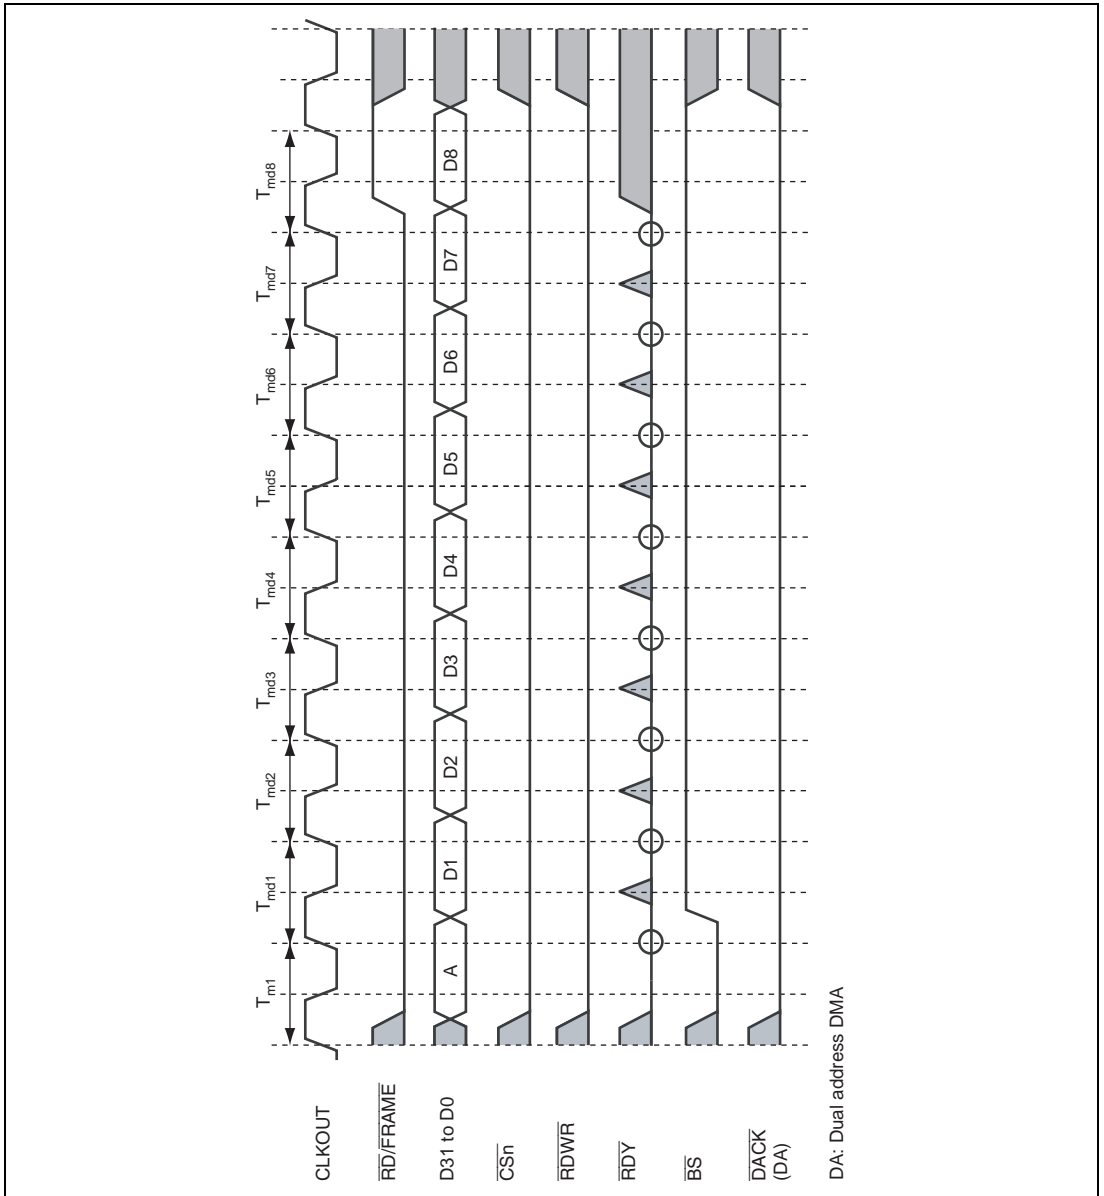 Tm1
Tmd1
Tmd2
Tmd3
Tmd4
Tmd5
Tmd6
Tmd7
Tmd8
CLKOUT
RD/FRAME
D31 to D0
A
D1
D2
D3
D4
D5
D6
D7
D8
CSn
RDWR
RDY
BS
DACK
(DA)
DA: Dual address DMA